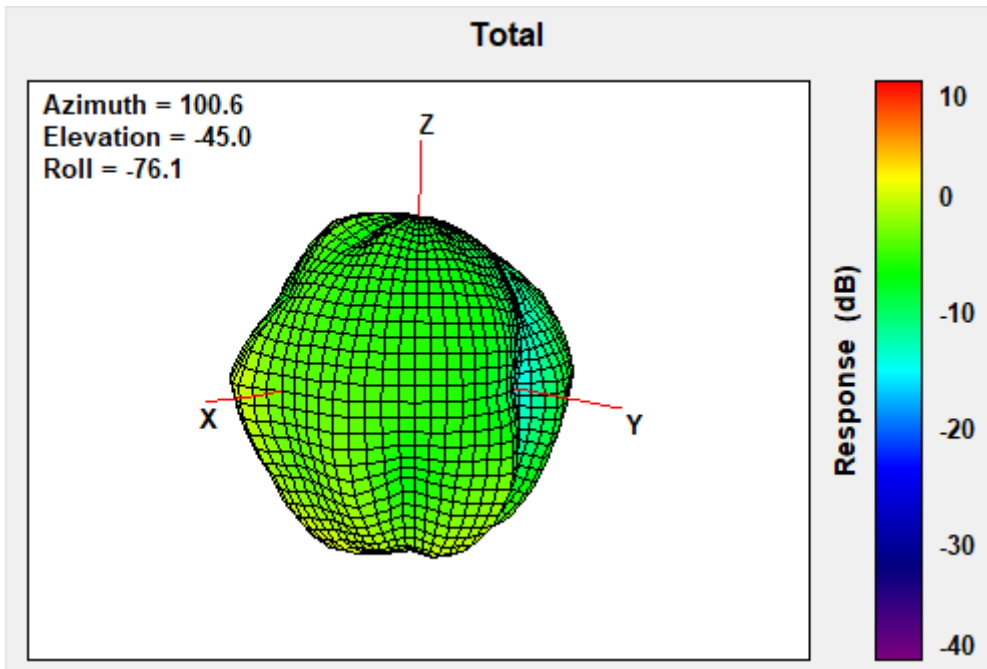 Total
Azimuth = 100.6
Elevation = -45.0
Roll = -76.1
Z
X
Y
10
0
-10
-20
-30
-40
Response (dB)